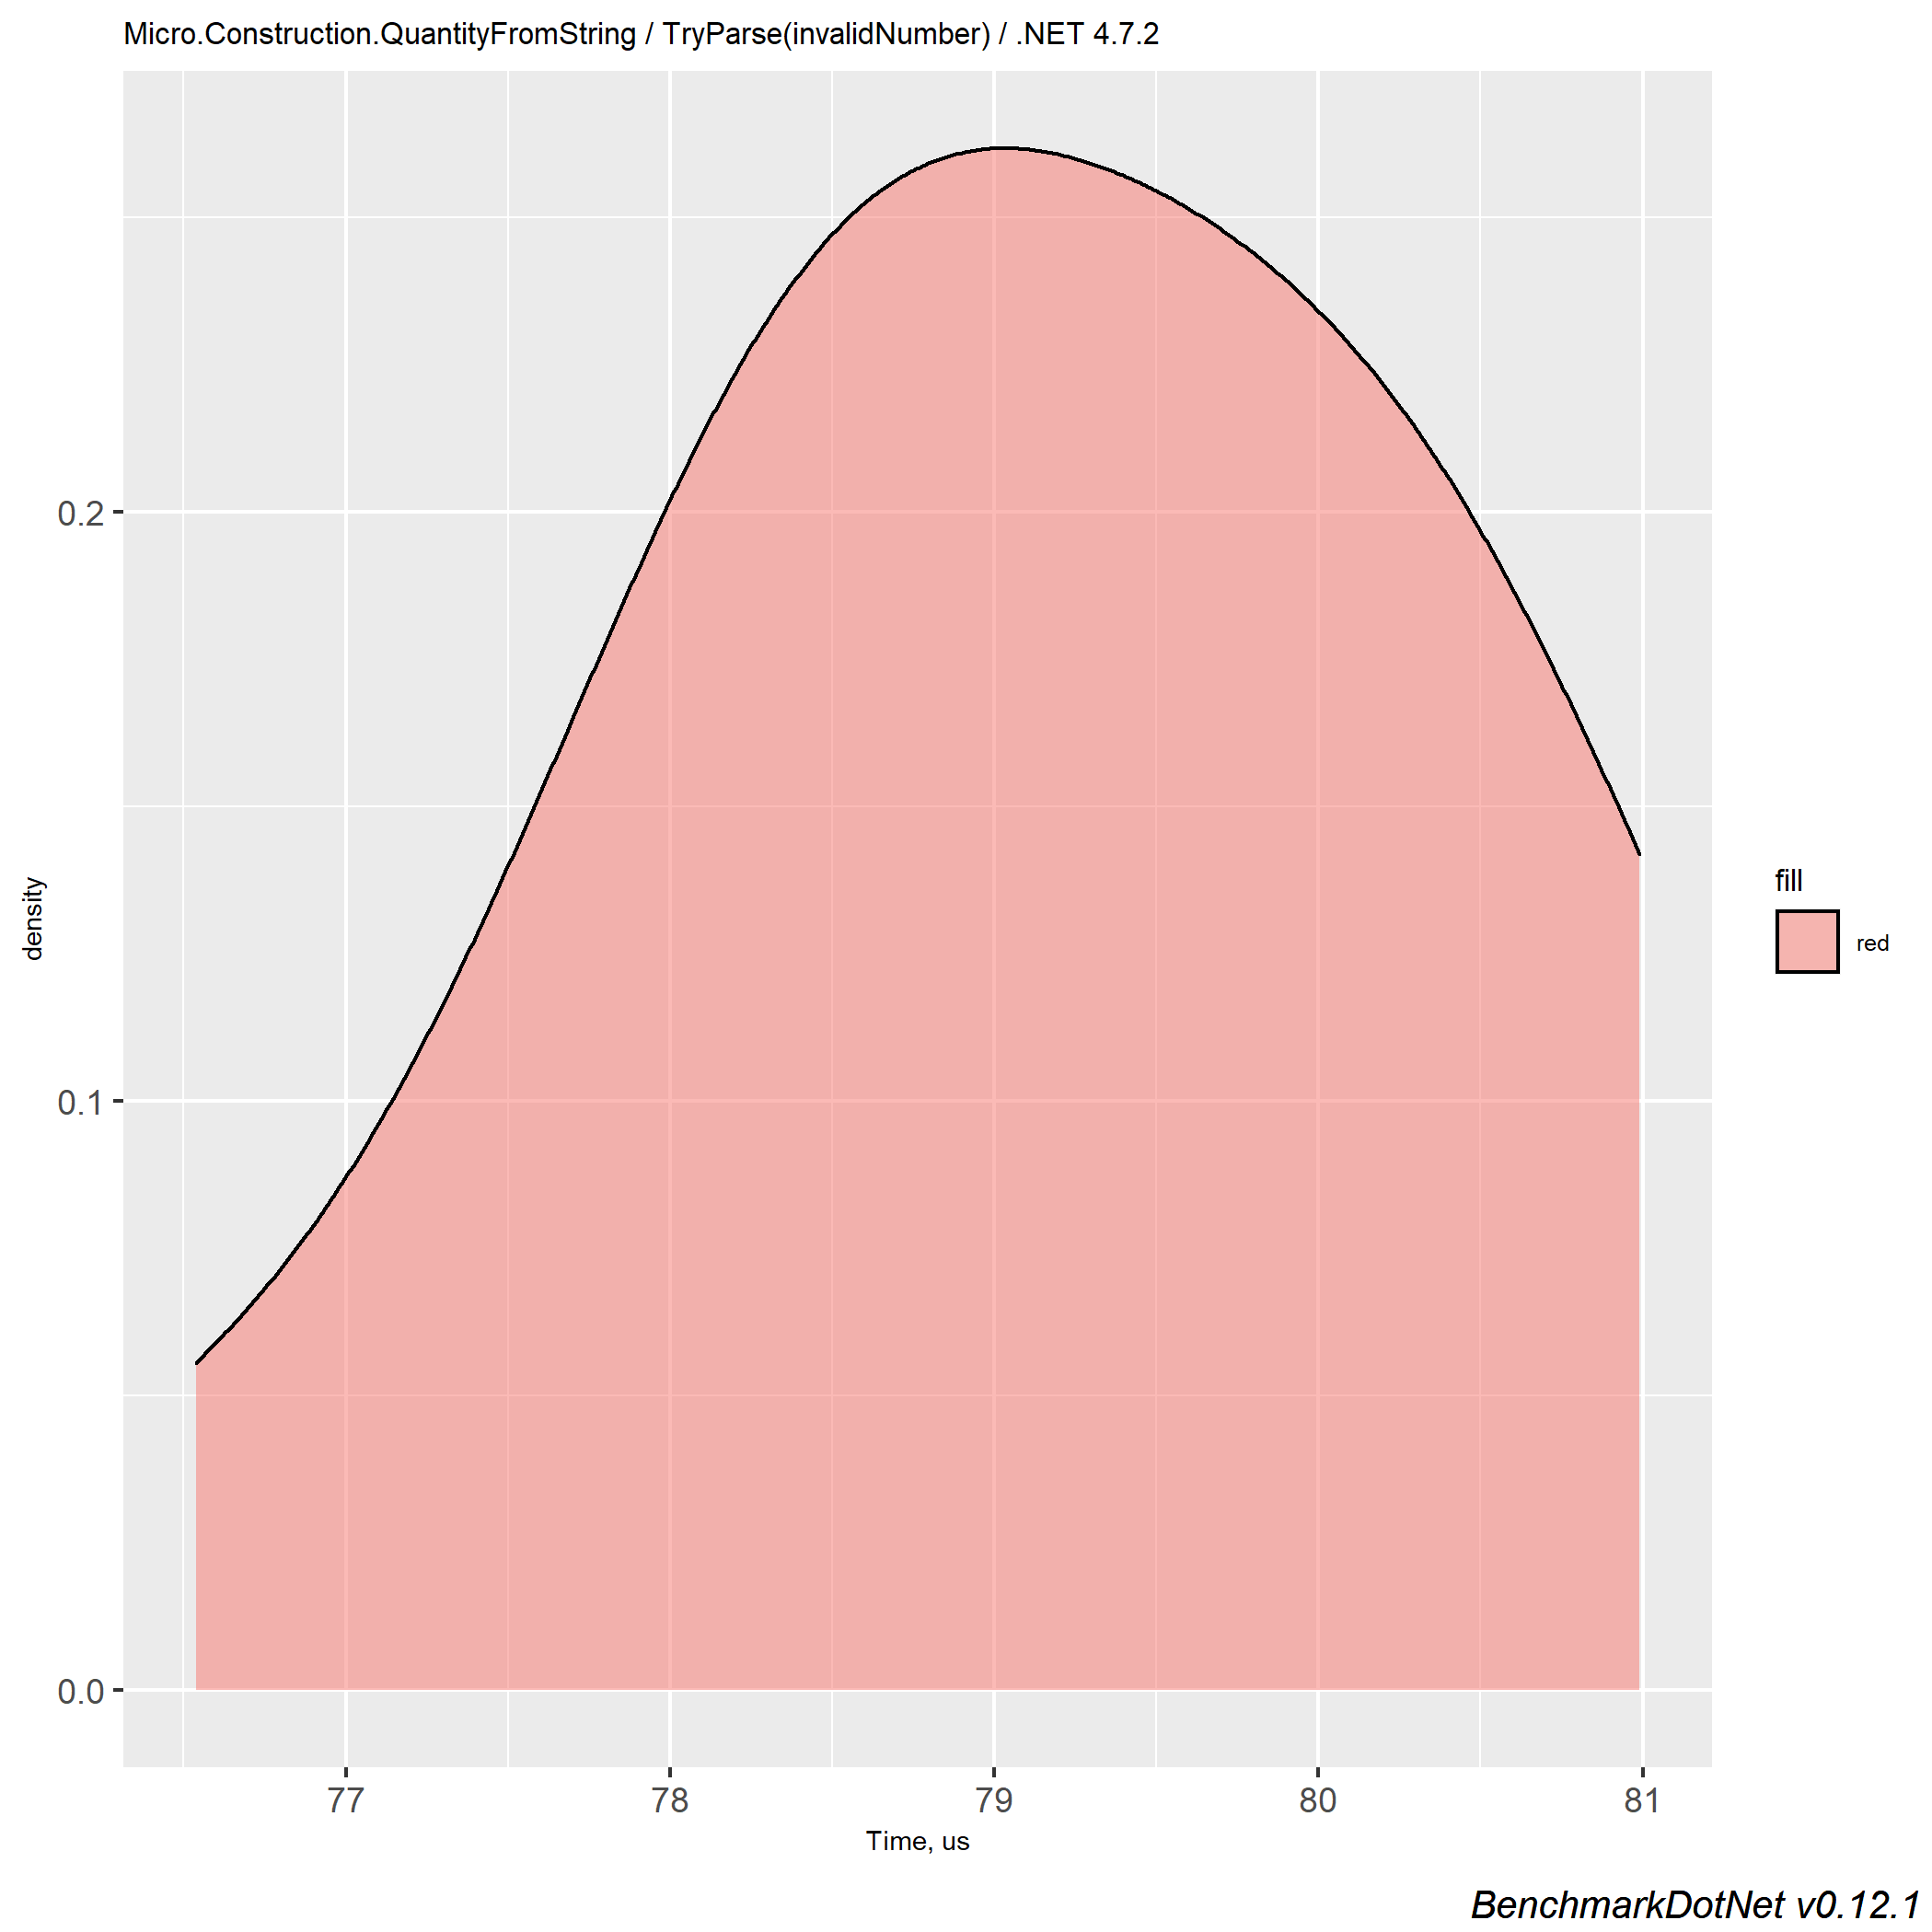 Micro.Construction.QuantityFromString / TryParse(invalidNumber) / .NET 4.7.2
0.2
0.1
0.0
density
77 78 79 80 81
Time, us
fill
red
BenchmarkDotNet v0.12.1